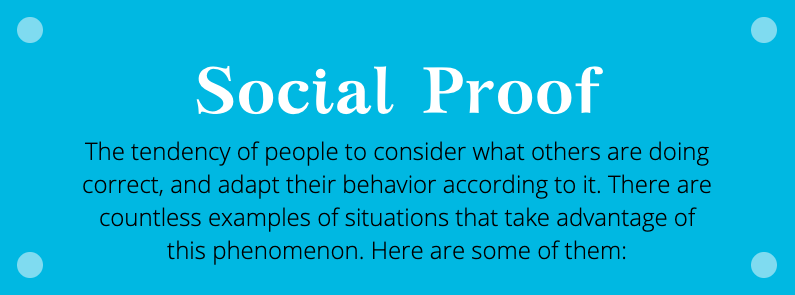 Social Proof
The tendency of people to consider what others are doing
correct, and adapt their behavior according to it. There are
countless examples of situations that take advantage of
this phenomenon. Here are some of them: